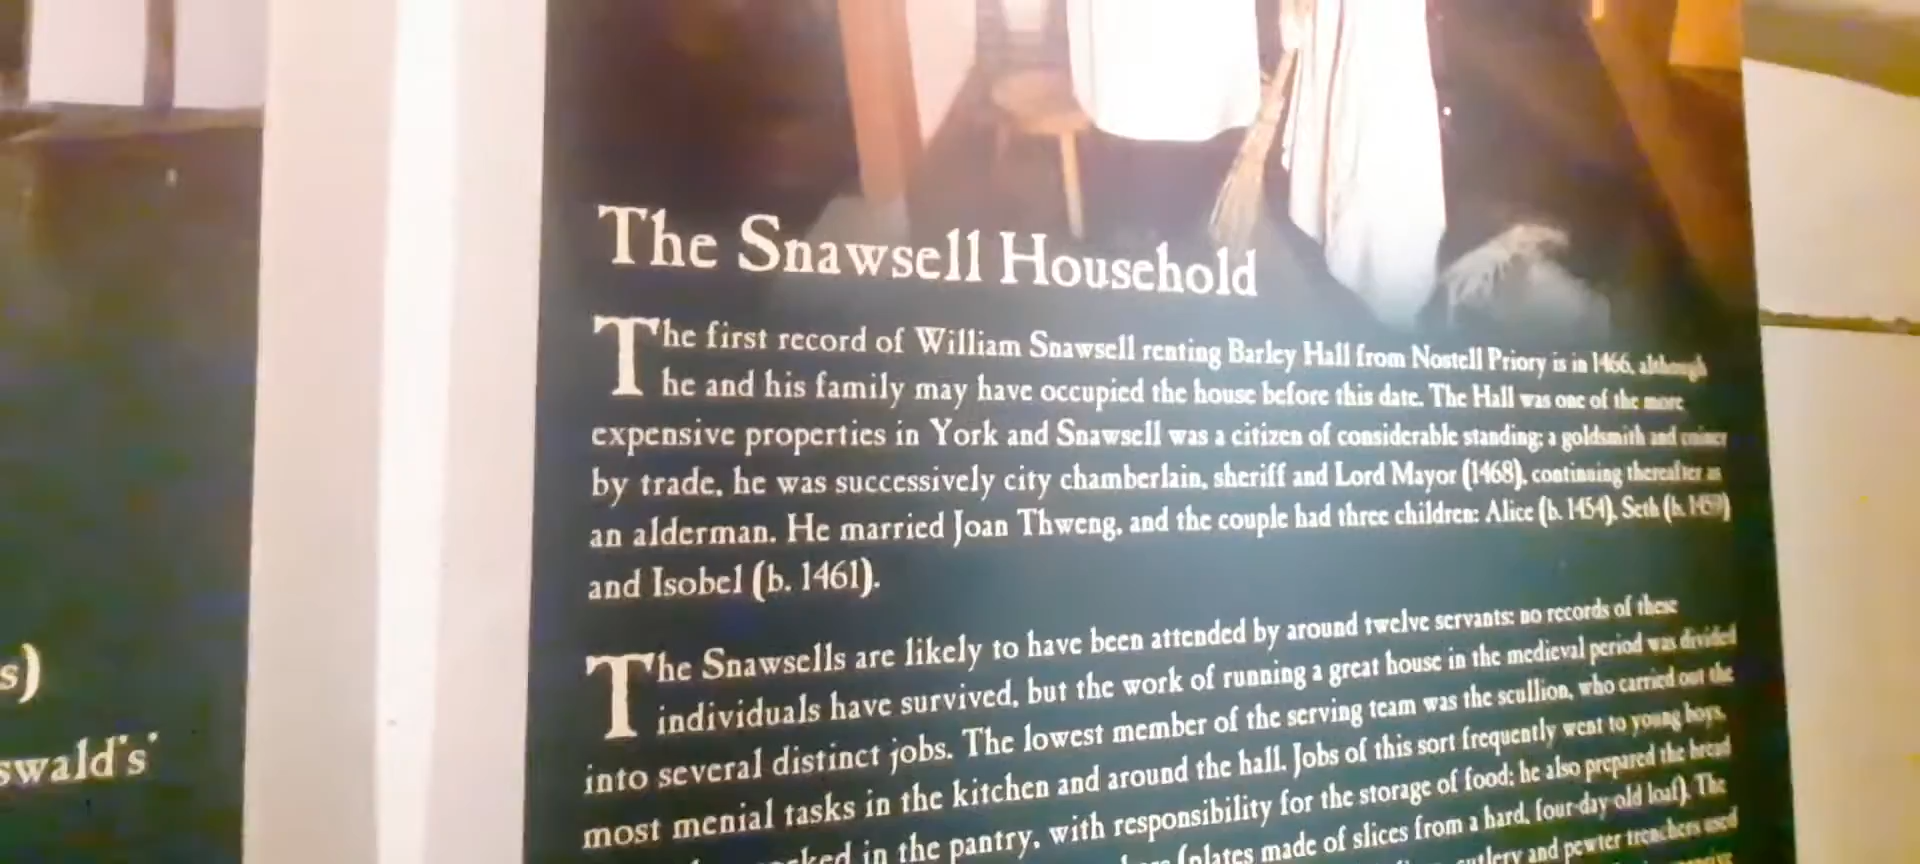 The Snawsell Household
The first record of William Snawsell renting Barley Hall from Nostell Priory is in 1466, although
he and his family may have occupied the house before this date. The Hall was one of the more
expensive properties in York and Snawsell was a citizen of considerable standing; a goldsmith and coiner
by trade, he was successively city chamberlain, sheriff and Lord Mayor (1468), continuing thereafter as
an alderman. He married Joan Thweng, and the couple had three children: Alice (b. 1454), Seth (b.
and Isobel (b. 1461).
The Snawsells are likely to have been attended by around twelve servants: no records of these
individuals have survived, but the work of running a great house in the medieval period was divided
into several distinct jobs. The lowest member of the serving team was the scullion, who carried out the
most menial tasks in the kitchen and around the hall. Jobs of this sort frequently went to young boys.
in the pantry, with responsibility for the storage of food; he also prepared the bread
(plates made of slices from a hard, four-day-old loaf). The
cutlery and pewter trenchers used
s)
swald's'